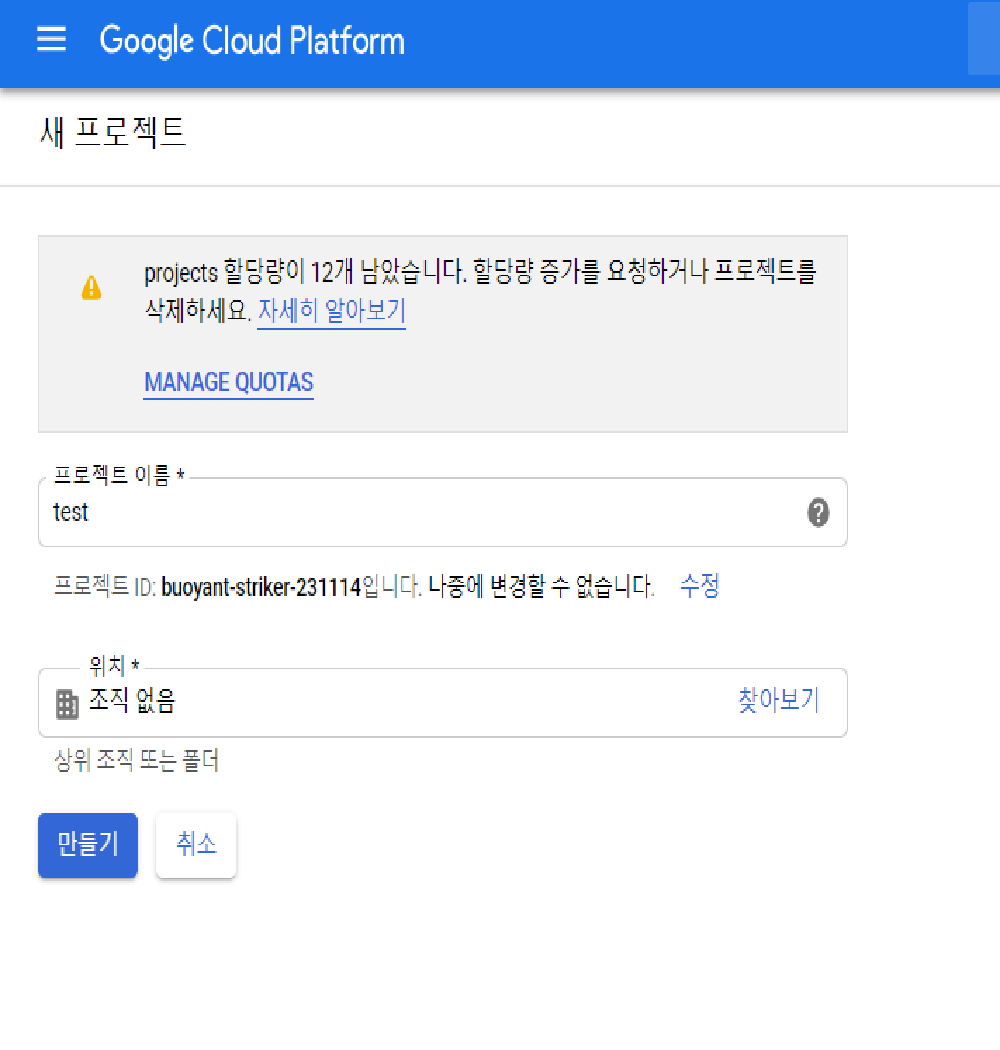 Google Cloud Platform
새 프로젝트
projects 할당량이 12개 남았습니다. 할당량 증가를 요청하거나 프로젝트를
삭제하세요. 자세히 알아보기
MANAGE QUOTAS
프로젝트 이름 *
test
프로젝트 ID: buoyant-striker-231114입니다. 나중에 변경할 수 없습니다. 수정
위치 *
조직 없음 찾아보기
상위 조직 또는 폴더
만들기 취소